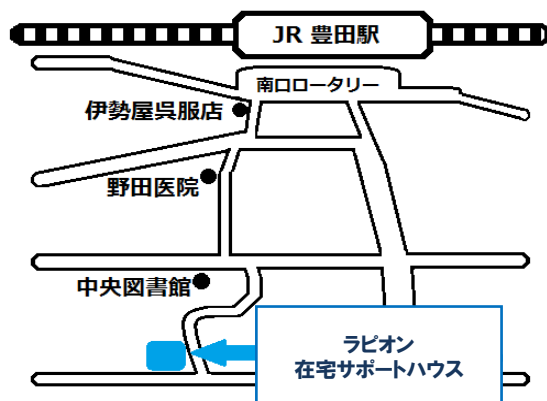 JR 豊田駅
南口ロータリー
伊勢屋呉服店
野田医院
中央図書館
ラピオン
在宅サポートハウス